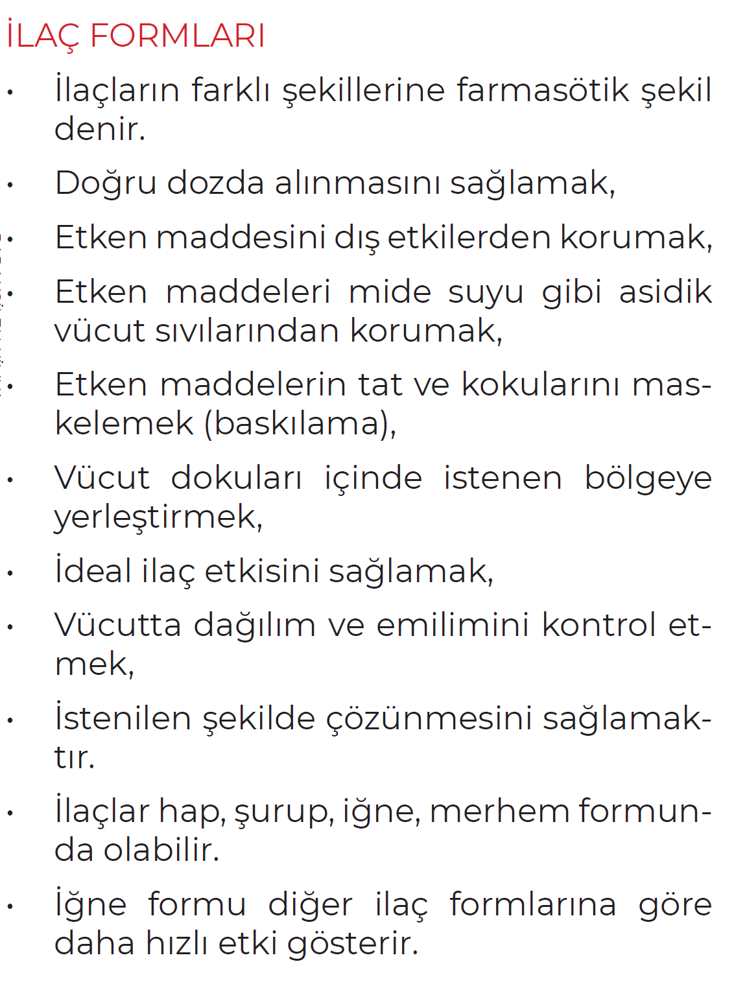 İLAÇ FORMLARI
• İlaçların farklı şekillerine farmasötik şekil
denir.
• Doğru dozda alınmasını sağlamak,
• Etken maddesini dış etkilerden korumak,
• Etken maddeleri mide suyu gibi asidik
vücut sıvılarından korumak,
• Etken maddelerin tat ve kokularını mas-
kelemek (baskılama),
• Vücut dokuları içinde istenen bölgeye
yerleştirmek,
• İdeal ilaç etkisini sağlamak,
• Vücutta dağılım ve emilimini kontrol et-
mek,
• İstenilen şekilde çözünmesini sağlamak-
tır.
• İlaçlar hap, şurup, iğne, merhem formun-
da olabilir.
• İğne formu diğer ilaç formlarına göre
daha hızlı etki gösterir.